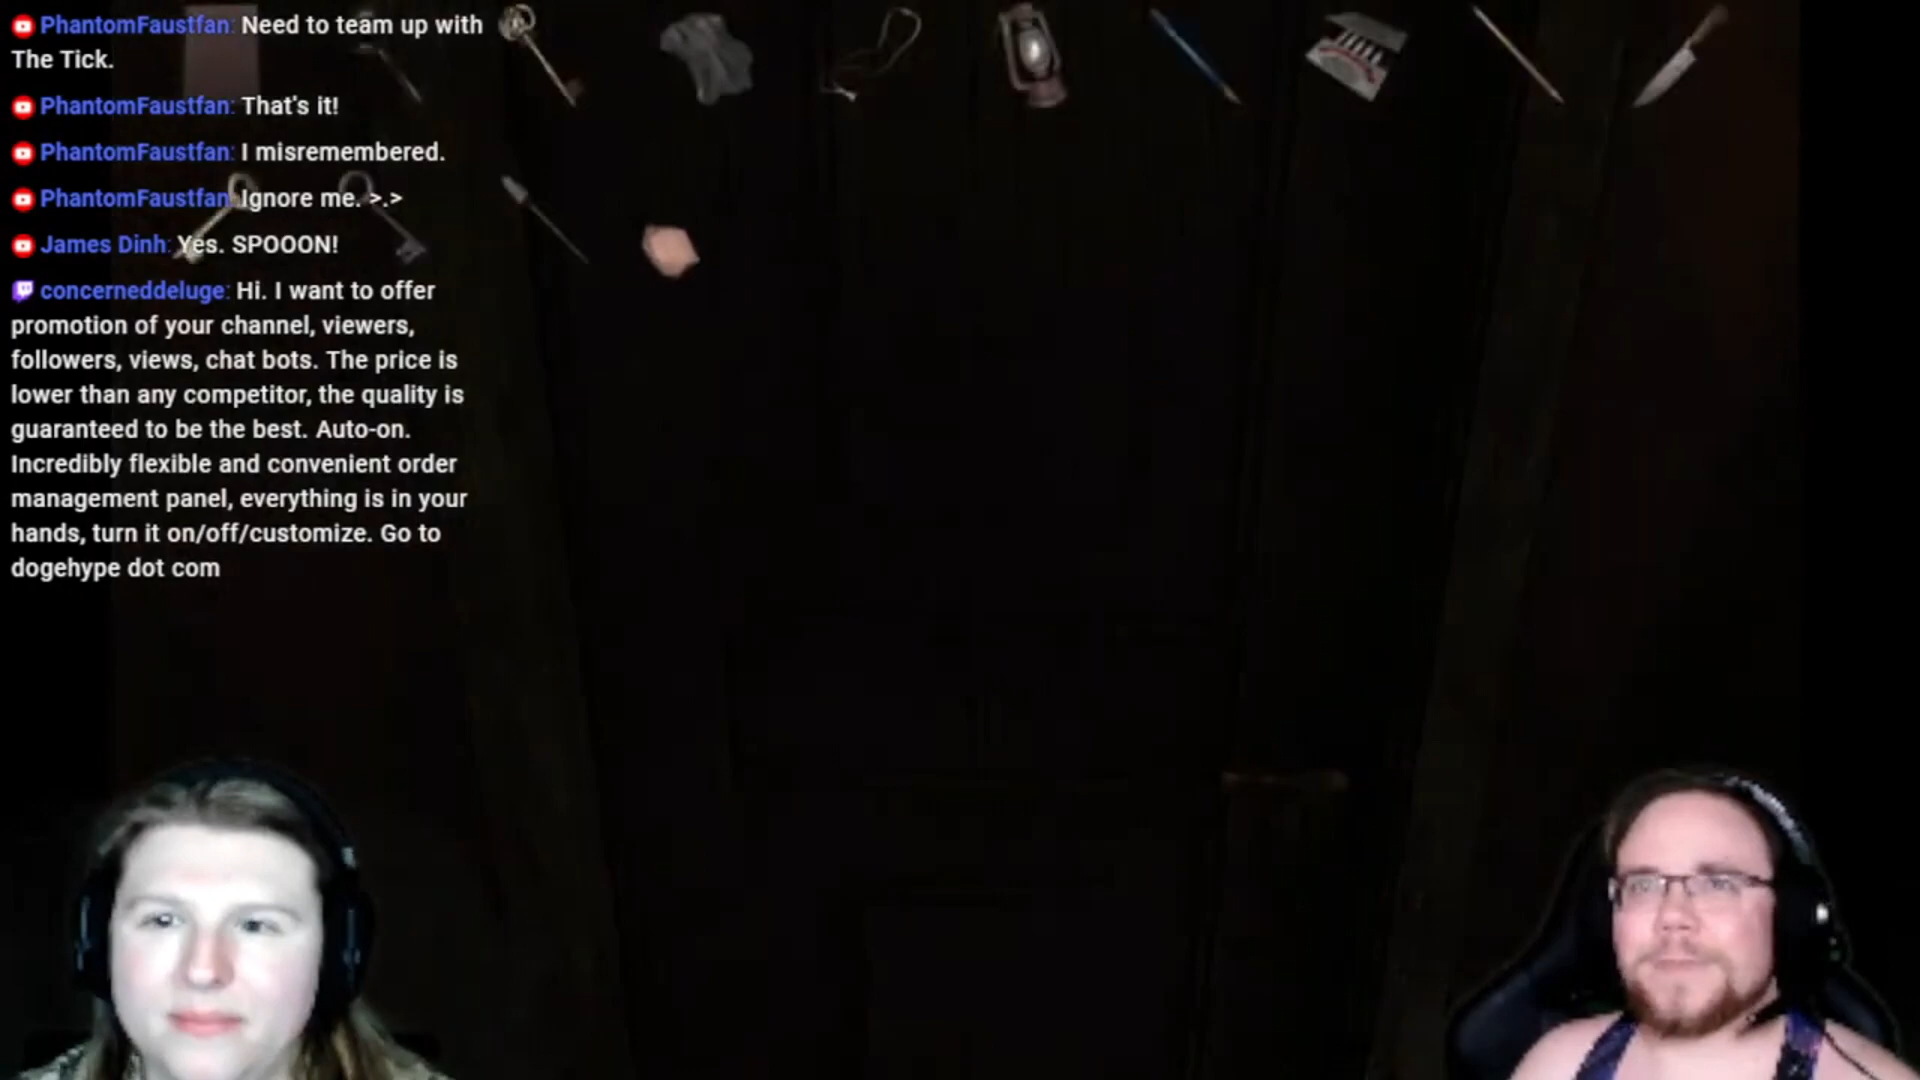 PhantomFaustfan: Need to team up with
The Tick.
PhantomFaustfan: That's it!
PhantomFaustfan: I misremembered.
PhantomFaustfan: Ignore me. >.>
James Dinh: Yes. SPOOON!
concerneddeluge: Hi. I want to offer
promotion of your channel, viewers,
followers, views, chat bots. The price is
lower than any competitor, the quality is
guaranteed to be the best. Auto-on.
Incredibly flexible and convenient order
management panel, everything is in your
hands, turn it on/off/customize. Go to
dogehype dot com